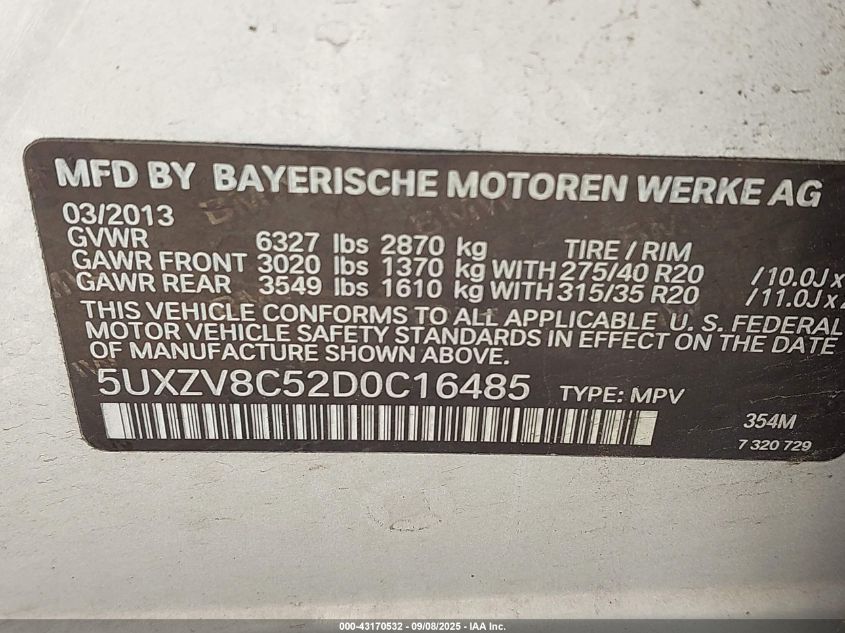 MFD BY BAYERISCHE MOTOREN WERKE AG
03/2013
GVWR 6327 lbs 2870 kg TIRE / RIM
GAWR FRONT 3020 lbs 1370 kg WITH 275/40 R20 / 10.0J x
GAWR REAR 3549 lbs 1610 kg WITH 315/35 R20 / 11.0J x
THIS VEHICLE CONFORMS TO ALL APPLICABLE U. S. FEDERAL
MOTOR VEHICLE SAFETY STANDARDS IN EFFECT ON THE DATE
OF MANUFACTURE SHOWN ABOVE.
5UXZV8C52D0C16485 TYPE: MPV
354M
7 320 729
000-43170532 - 09/08/2025 - IAA Inc.